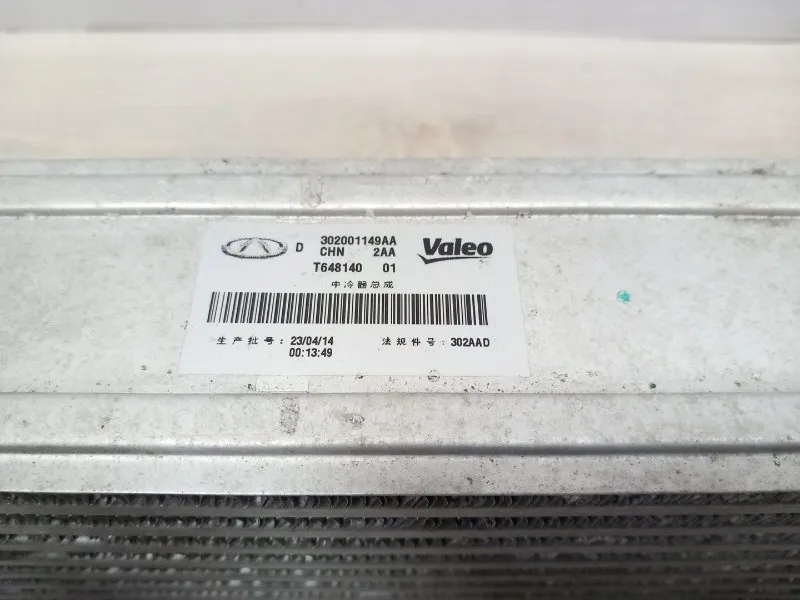 D 302001149AA
CHN 2AA
Valeo
T648140 01
中冷器总成
生产批号: 23/04/14
00:13:49
法规件号: 302AAD